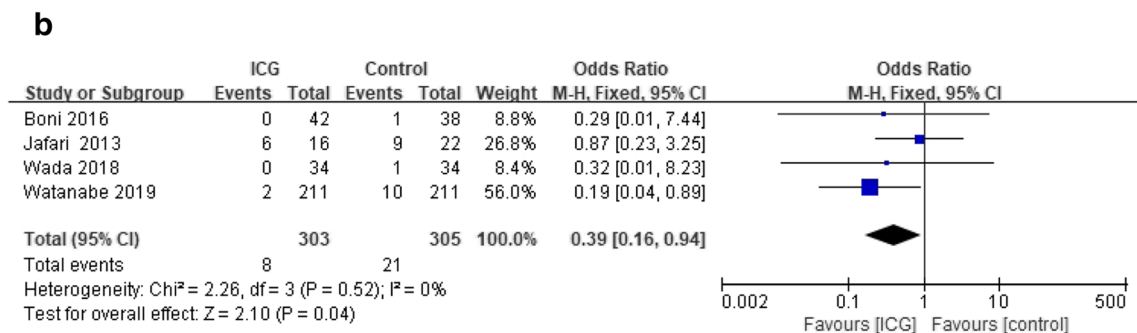 b
ICG Control Odds Ratio Odds Ratio
Study or Subgroup Events Total Events Total Weight M-H, Fixed, 95% CI M-H, Fixed, 95% CI
Boni 2016 0 42 1 38 8.8% 0.29 [0.01, 7.44]
Jafari 2013 6 16 9 22 26.8% 0.87 [0.23, 3.25]
Wada 2018 0 34 1 34 8.4% 0.32 [0.01, 8.23]
Watanabe 2019 2 211 10 211 56.0% 0.19 [0.04, 0.89]
Total (95% CI) 303 305 100.0% 0.39 [0.16, 0.94]
Total events 8 21
Heterogeneity: Chi² = 2.26, df = 3 (P = 0.52); I² = 0%
Test for overall effect: Z = 2.10 (P = 0.04)
0.002 0.1 1 10 500
Favours [ICG] Favours [control]